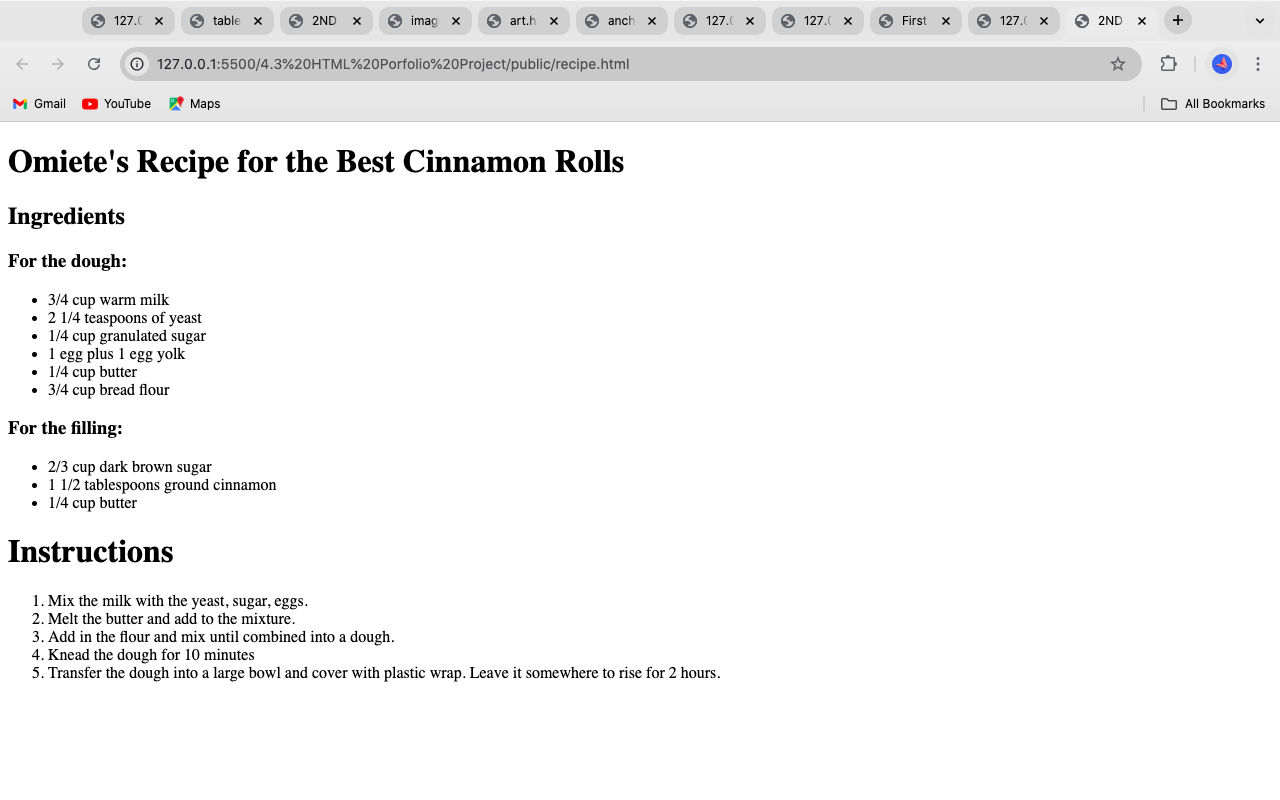 127.0 table 2ND imag art.h anch 127.0 127.0 First 127.0 2ND
127.0.0.1:5500/4.3%20HTML%20Porfolio%20Project/public/recipe.html
Gmail YouTube Maps All Bookmarks
Omiete's Recipe for the Best Cinnamon Rolls
Ingredients
For the dough:
• 3/4 cup warm milk
• 2 1/4 teaspoons of yeast
• 1/4 cup granulated sugar
• 1 egg plus 1 egg yolk
• 1/4 cup butter
• 3/4 cup bread flour
For the filling:
• 2/3 cup dark brown sugar
• 1 1/2 tablespoons ground cinnamon
• 1/4 cup butter
Instructions
1. Mix the milk with the yeast, sugar, eggs.
2. Melt the butter and add to the mixture.
3. Add in the flour and mix until combined into a dough.
4. Knead the dough for 10 minutes
5. Transfer the dough into a large bowl and cover with plastic wrap. Leave it somewhere to rise for 2 hours.